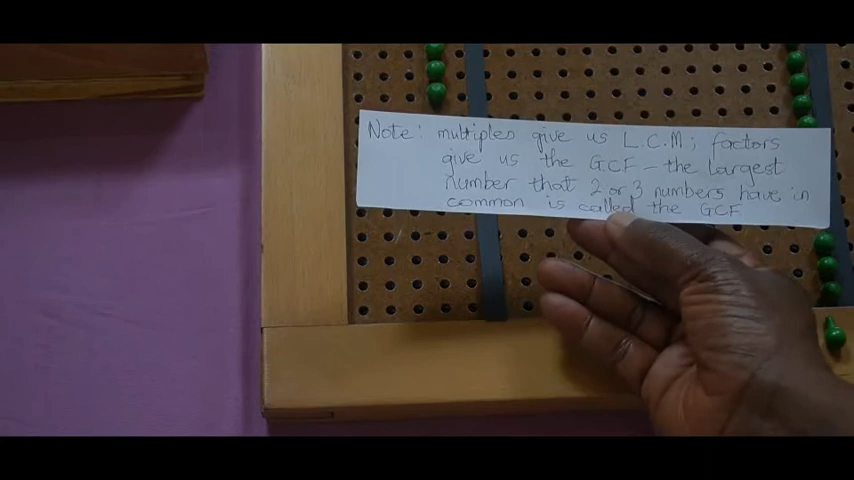 Note: multiples give us L.C.M; factors
give us the GCF - the largest
number that 2 or 3 numbers have in
common is called the GCF